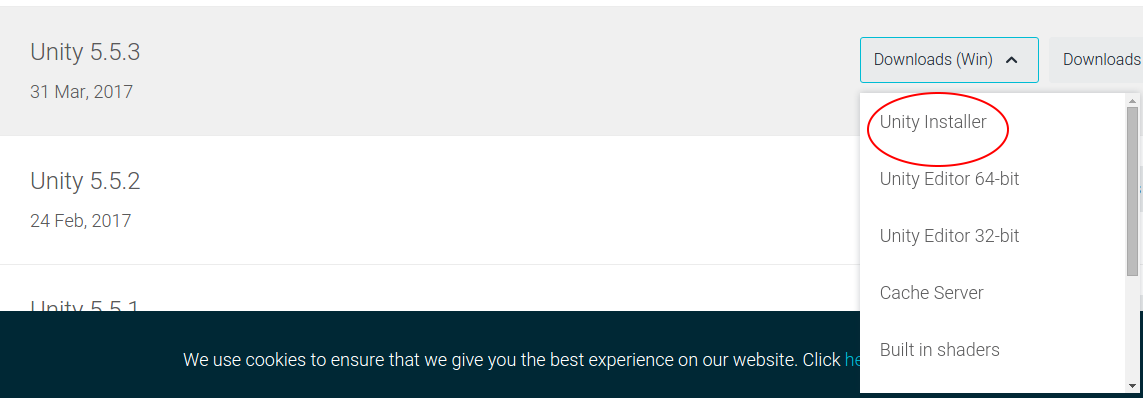 Unity 5.5.3
31 Mar, 2017
Downloads (Win)
Downloads
Unity Installer
Unity Editor 64-bit
Unity Editor 32-bit
Cache Server
Built in shaders
Unity 5.5.2
24 Feb, 2017
Unity 5.5.1
We use cookies to ensure that we give you the best experience on our website. Click